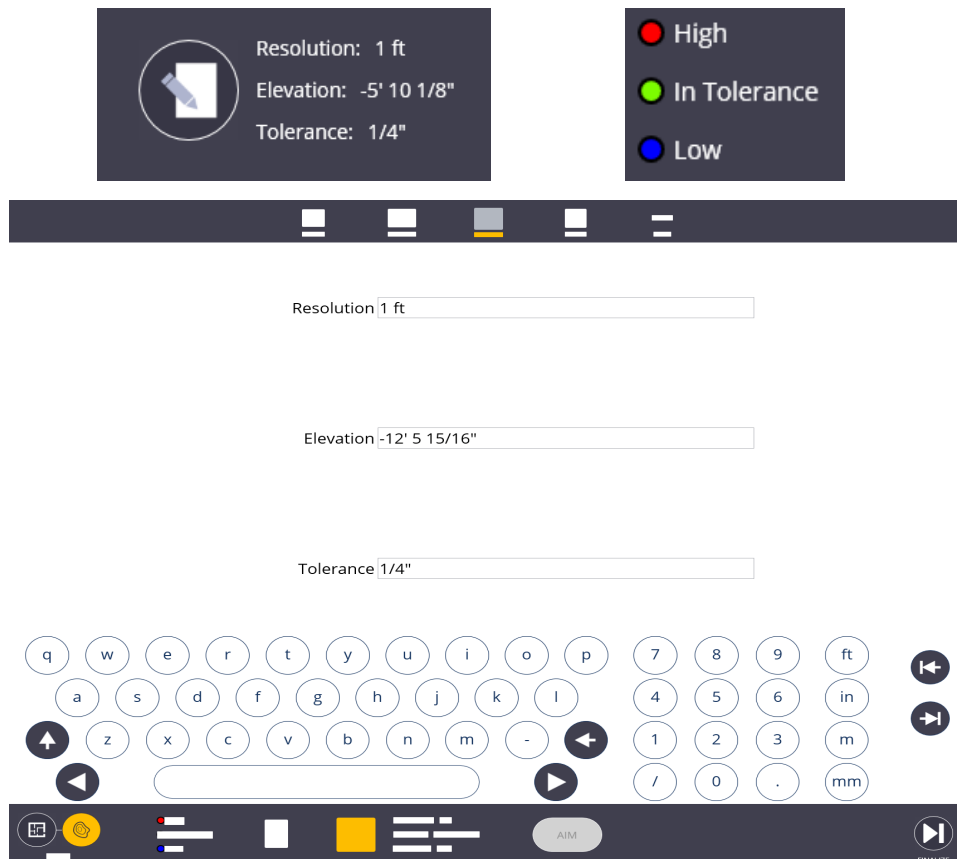 Resolution: 1 ft
Elevation: -5' 10 1/8"
Tolerance: 1/4"
High
In Tolerance
Low
Resolution 1 ft
Elevation -12' 5 15/16"
Tolerance 1/4"
q w e r t y u i o p 7 8 9 ft
a s d f g h j k l 4 5 6 in
z x c v b n m - 1 2 3 m
/ 0 . mm
AIM